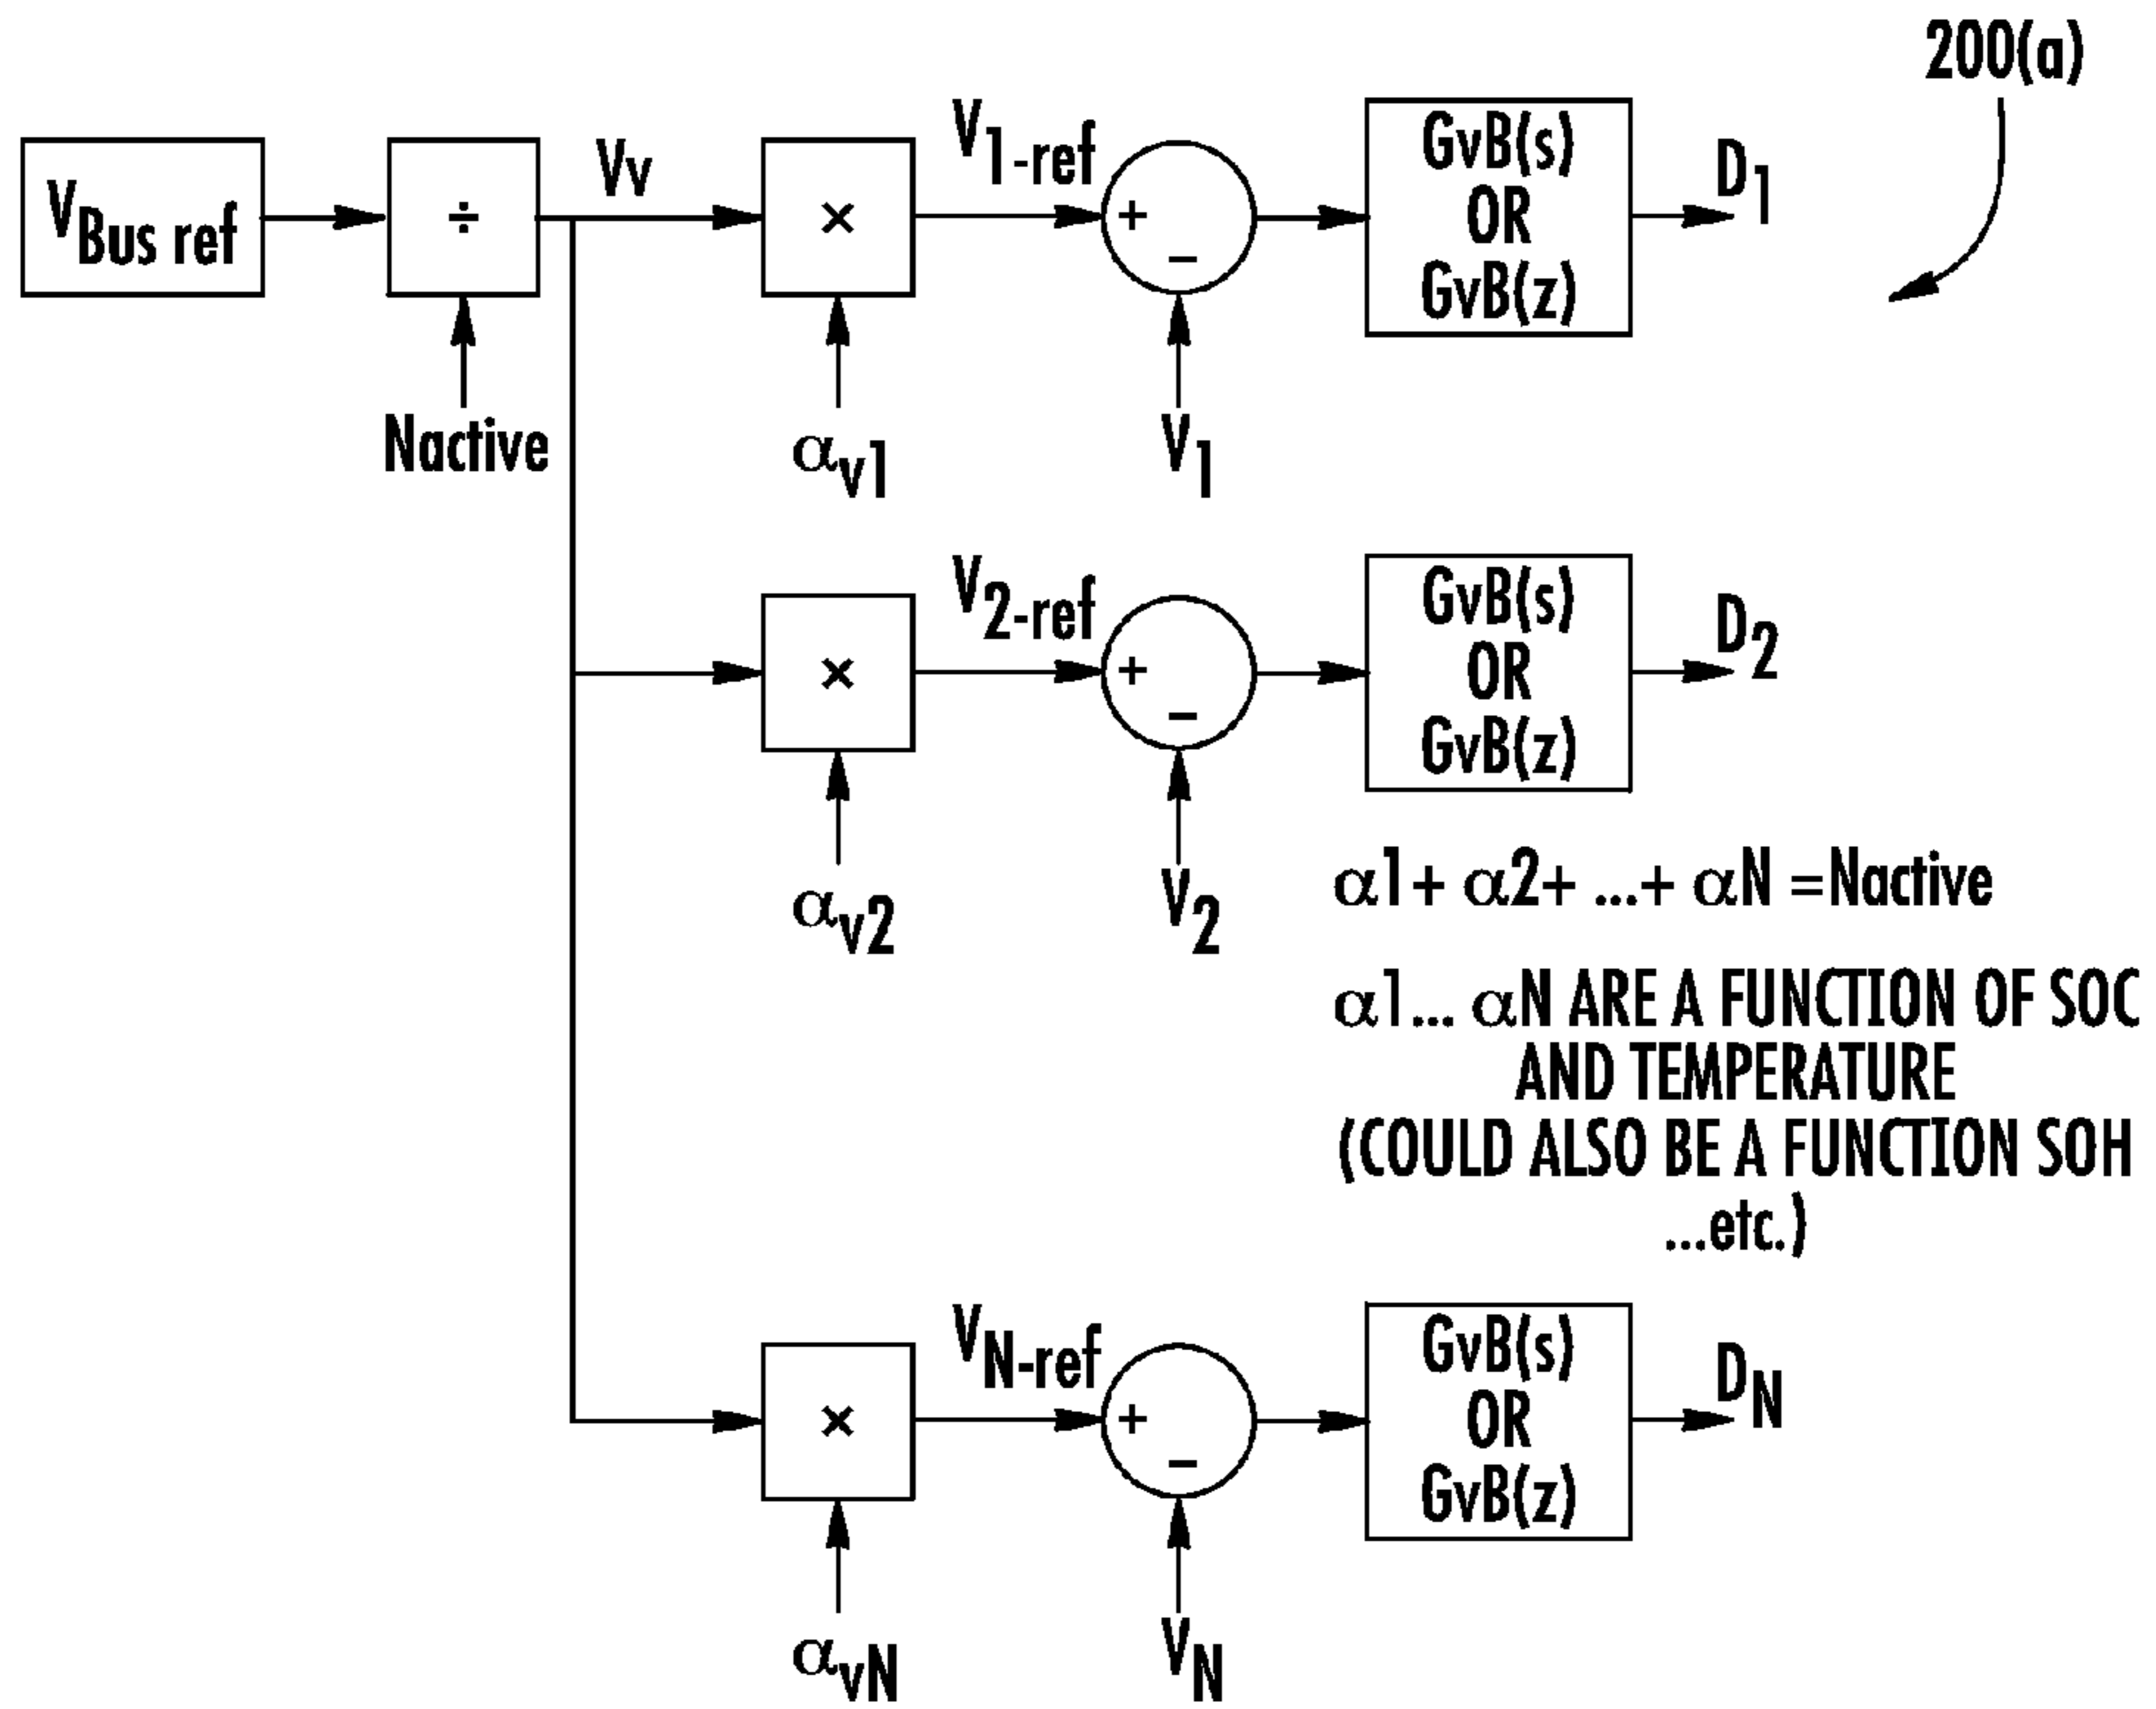 200(a)
VBus ref
÷
Vv
×
V1-ref
+
−
GvB(s)
OR
GvB(z)
D1
Nactive
αv1
V1
×
V2-ref
+
−
GvB(s)
OR
GvB(z)
D2
αv2
V2
α1+ α2+ ...+ αN =Nactive
α1... αN ARE A FUNCTION OF SOC
AND TEMPERATURE
(COULD ALSO BE A FUNCTION SOH
...etc.)
×
VN-ref
+
−
GvB(s)
OR
GvB(z)
DN
αvN
VN